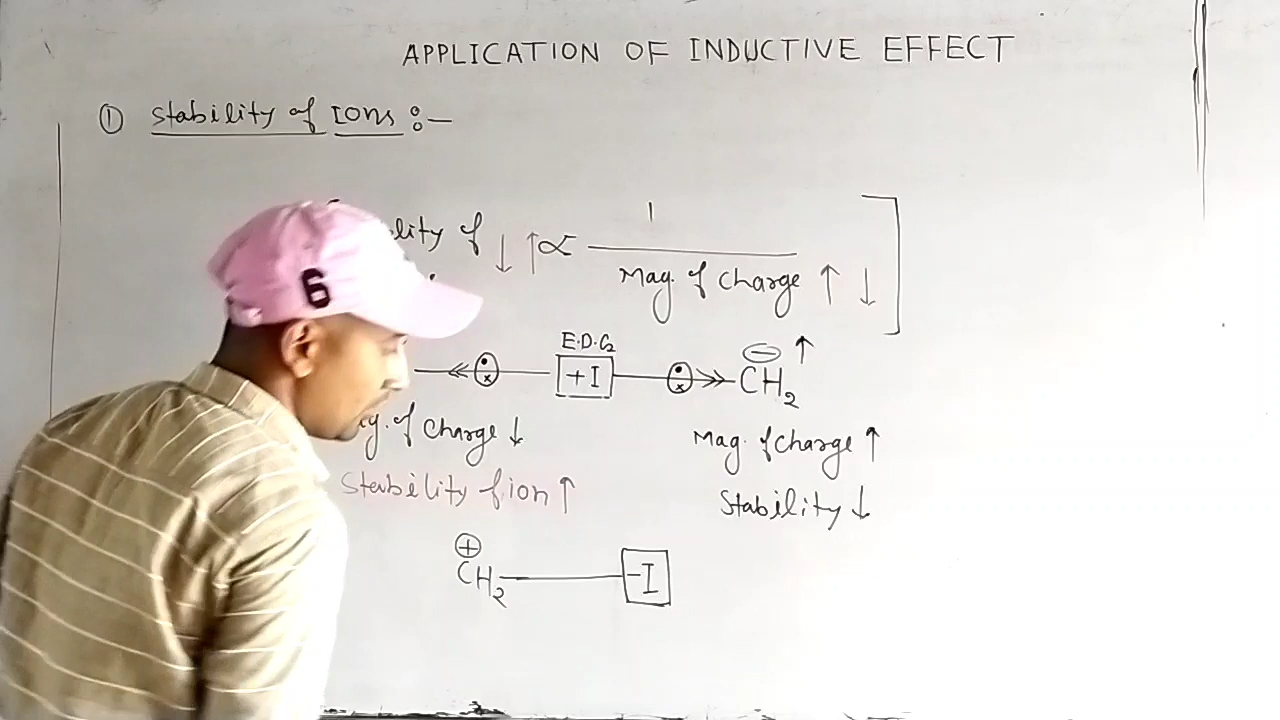 APPLICATION OF INDUCTIVE EFFECT
① Stability of Ions :-
lity of ↓ ↑ ∝ 1
Mag. of Charge ↑ ↓
6
E.D.G
+I ⊖ ↑
CH2
Mag. of Charge ↑
g. of Charge ↓
Stability of ion ↑
Stability ↓
⊕
CH2 -I